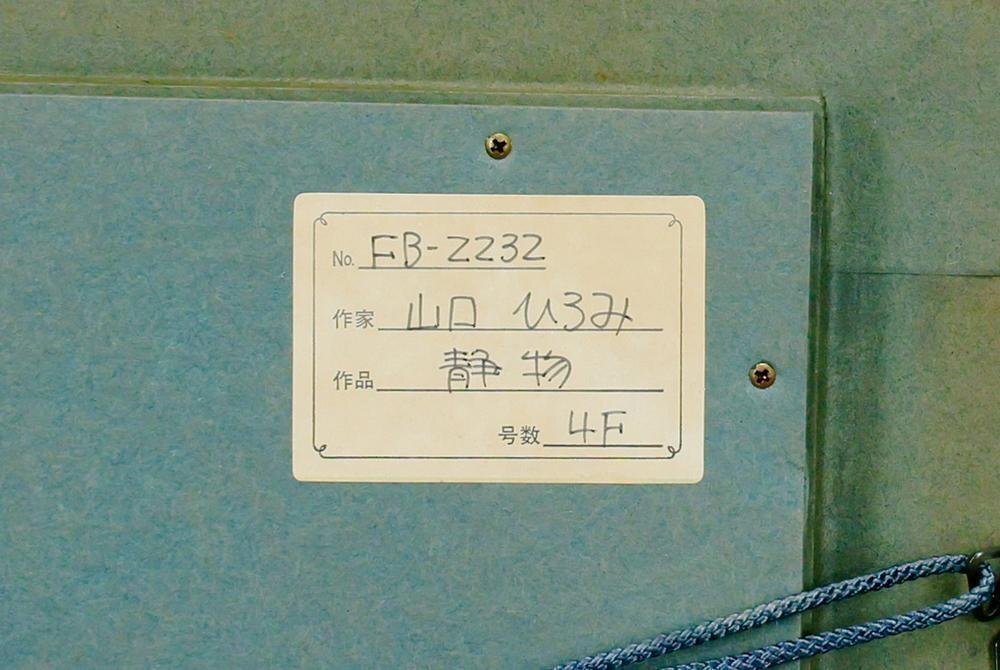 No. FB-2232
作家 山口 ひろみ
作品 静物
号数 4F